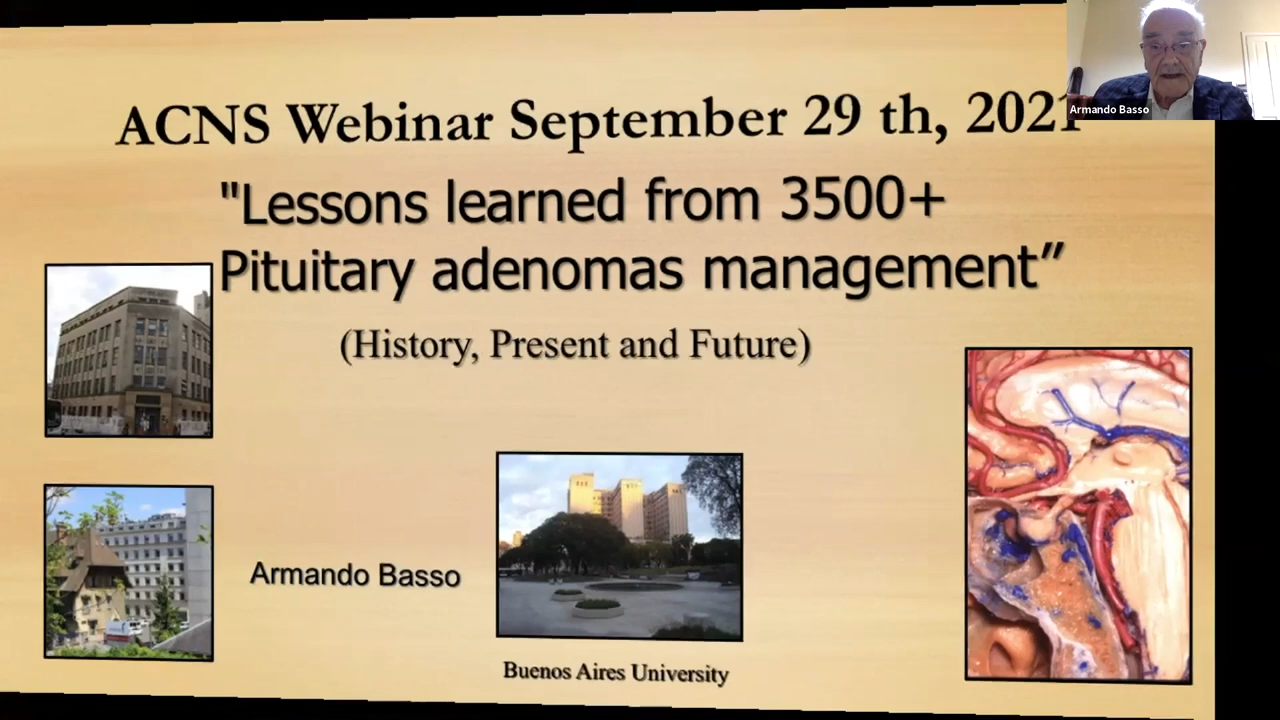 ACNS Webinar September 29 th, 2021
Armando Basso
"Lessons learned from 3500+
Pituitary adenomas management”
(History, Present and Future)
Armando Basso
Buenos Aires University